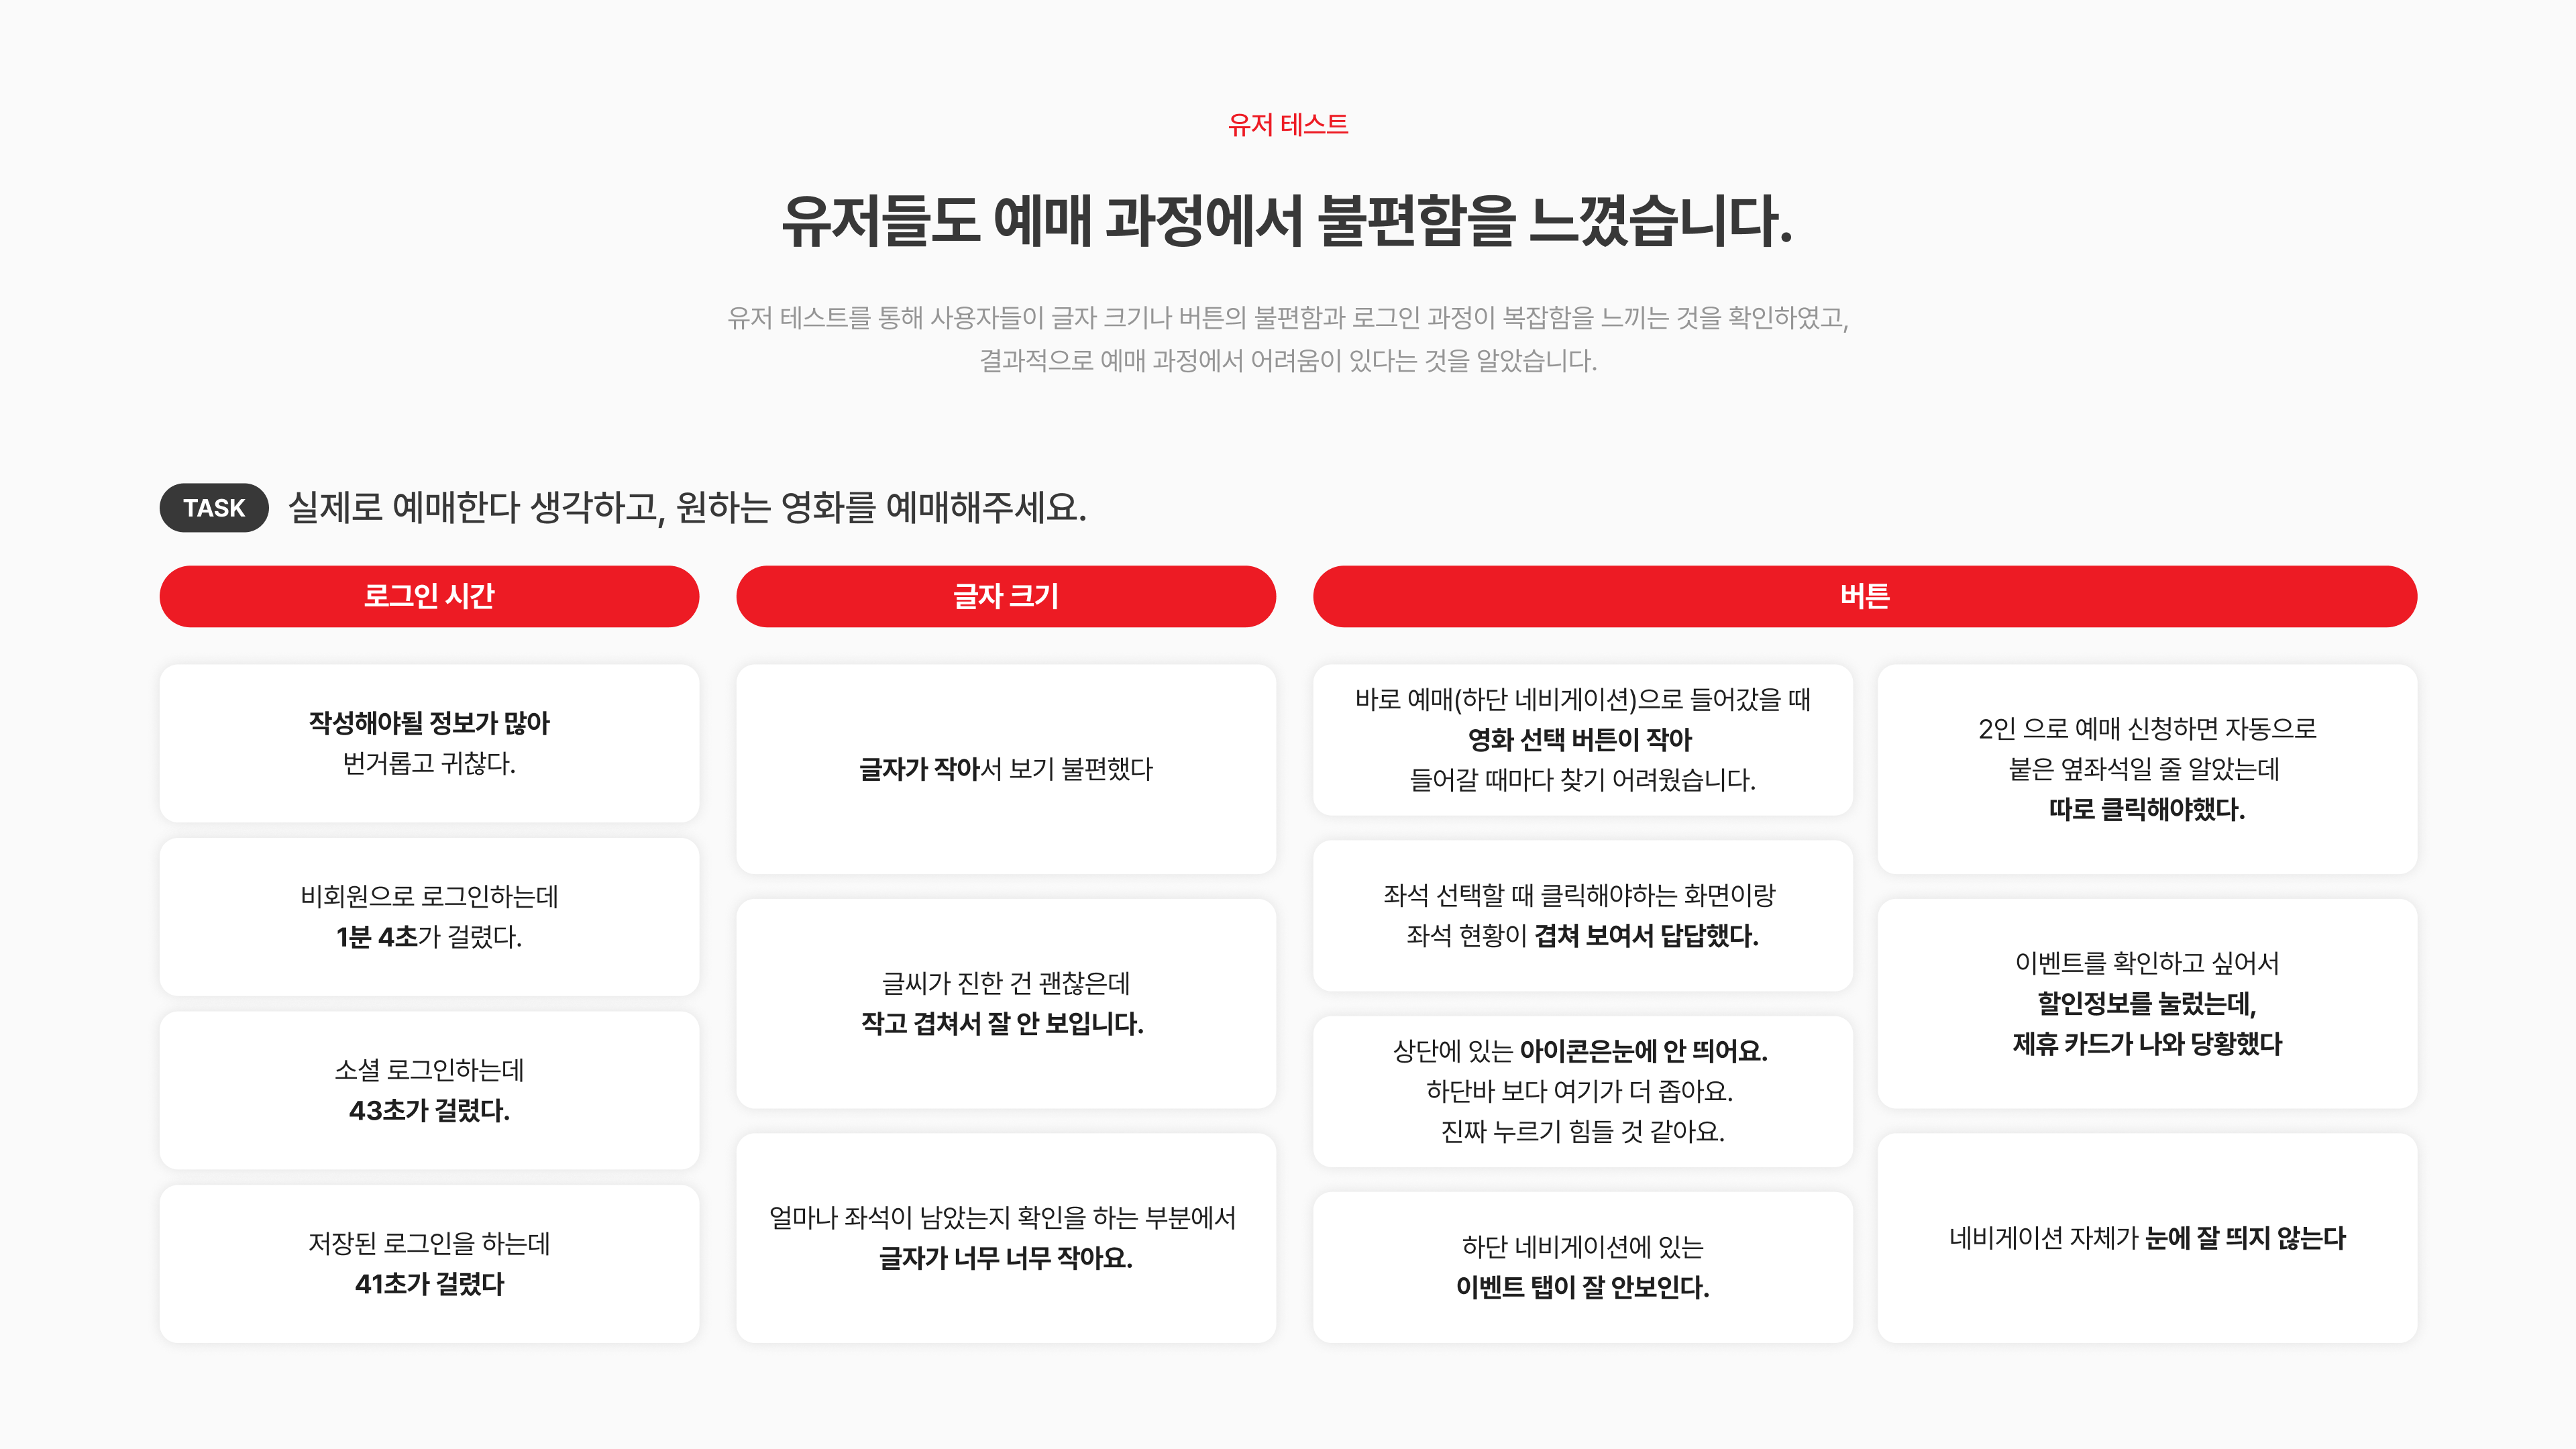 유저 테스트
유저들도 예매 과정에서 불편함을 느꼈습니다.
유저 테스트를 통해 사용자들이 글자 크기나 버튼의 불편함과 로그인 과정이 복잡함을 느끼는 것을 확인하였고,
결과적으로 예매 과정에서 어려움이 있다는 것을 알았습니다.
TASK 실제로 예매한다 생각하고, 원하는 영화를 예매해주세요.
로그인 시간
작성해야될 정보가 많아
번거롭고 귀찮다.
비회원으로 로그인하는데
1분 4초가 걸렸다.
소셜 로그인하는데
43초가 걸렸다.
저장된 로그인을 하는데
41초가 걸렸다
글자 크기
글자가 작아서 보기 불편했다
글씨가 진한 건 괜찮은데
작고 겹쳐서 잘 안 보입니다.
얼마나 좌석이 남았는지 확인을 하는 부분에서
글자가 너무 너무 작아요.
버튼
바로 예매(하단 네비게이션)으로 들어갔을 때
영화 선택 버튼이 작아
들어갈 때마다 찾기 어려웠습니다.
좌석 선택할 때 클릭해야하는 화면이랑
좌석 현황이 겹쳐 보여서 답답했다.
상단에 있는 아이콘은눈에 안 띄어요.
하단바 보다 여기가 더 좁아요.
진짜 누르기 힘들 것 같아요.
하단 네비게이션에 있는
이벤트 탭이 잘 안보인다.
2인 으로 예매 신청하면 자동으로
붙은 옆좌석일 줄 알았는데
따로 클릭해야했다.
이벤트를 확인하고 싶어서
할인정보를 눌렀는데,
제휴 카드가 나와 당황했다
네비게이션 자체가 눈에 잘 띄지 않는다